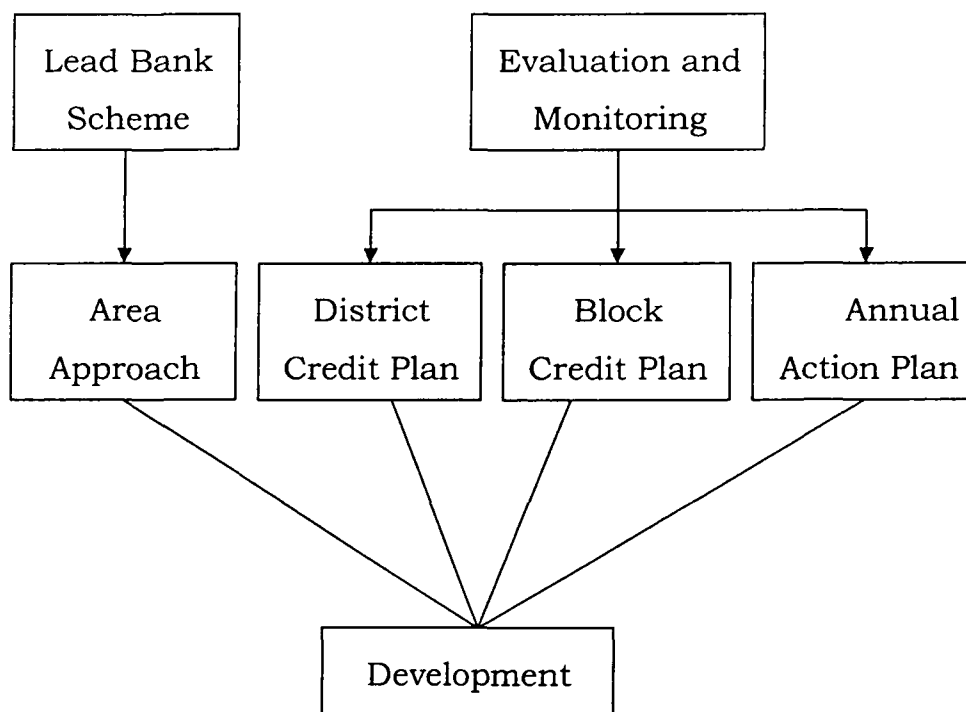 Lead Bank
Scheme
Evaluation and
Monitoring
Area
Approach
District
Credit Plan
Block
Credit Plan
Annual
Action Plan
Development